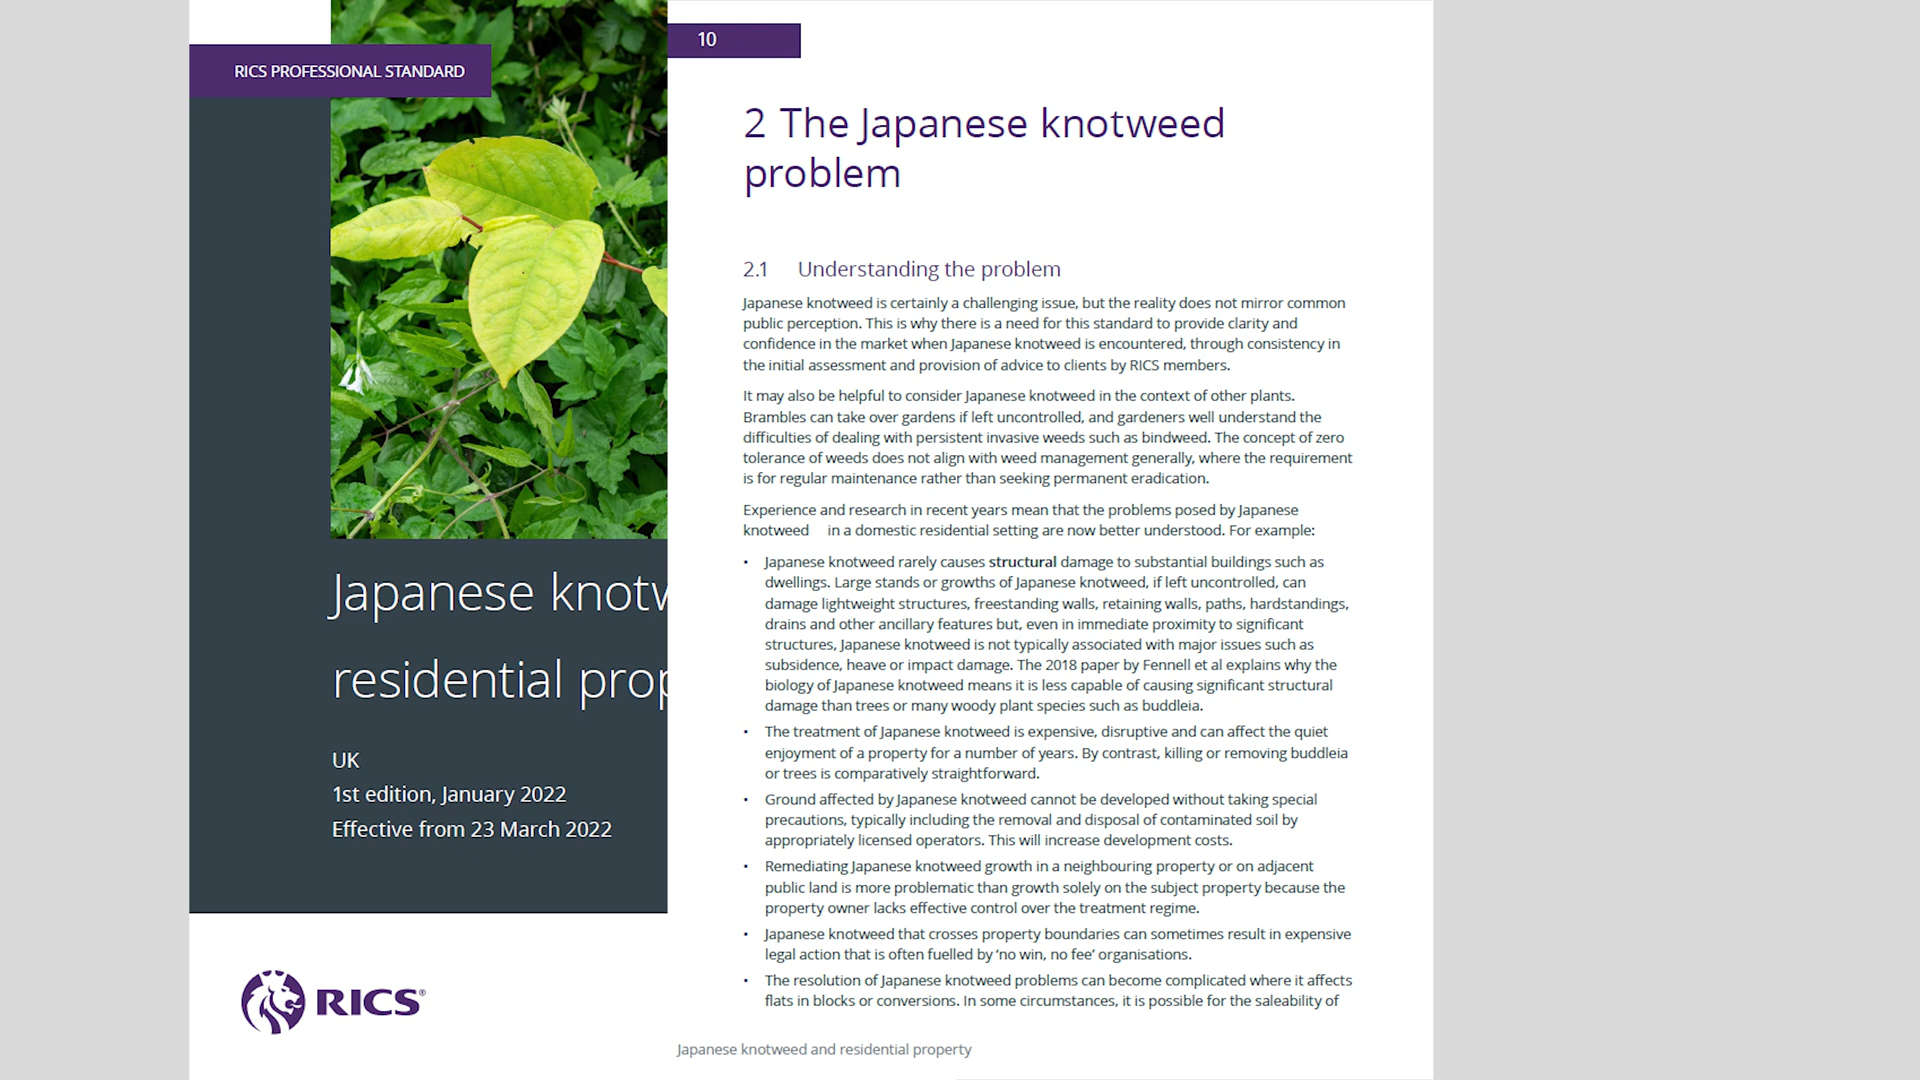 RICS PROFESSIONAL STANDARD
Japanese knotw
residential prop
UK
1st edition, January 2022
Effective from 23 March 2022
RICS®
10
2 The Japanese knotweed
problem
2.1 Understanding the problem
Japanese knotweed is certainly a challenging issue, but the reality does not mirror common
public perception. This is why there is a need for this standard to provide clarity and
confidence in the market when Japanese knotweed is encountered, through consistency in
the initial assessment and provision of advice to clients by RICS members.
It may also be helpful to consider Japanese knotweed in the context of other plants.
Brambles can take over gardens if left uncontrolled, and gardeners well understand the
difficulties of dealing with persistent invasive weeds such as bindweed. The concept of zero
tolerance of weeds does not align with weed management generally, where the requirement
is for regular maintenance rather than seeking permanent eradication.
Experience and research in recent years mean that the problems posed by Japanese
knotweed in a domestic residential setting are now better understood. For example:
• Japanese knotweed rarely causes structural damage to substantial buildings such as
dwellings. Large stands or growths of Japanese knotweed, if left uncontrolled, can
damage lightweight structures, freestanding walls, retaining walls, paths, hardstandings,
drains and other ancillary features but, even in immediate proximity to significant
structures, Japanese knotweed is not typically associated with major issues such as
subsidence, heave or impact damage. The 2018 paper by Fennell et al explains why the
biology of Japanese knotweed means it is less capable of causing significant structural
damage than trees or many woody plant species such as buddleia.
• The treatment of Japanese knotweed is expensive, disruptive and can affect the quiet
enjoyment of a property for a number of years. By contrast, killing or removing buddleia
or trees is comparatively straightforward.
• Ground affected by Japanese knotweed cannot be developed without taking special
precautions, typically including the removal and disposal of contaminated soil by
appropriately licensed operators. This will increase development costs.
• Remediating Japanese knotweed growth in a neighbouring property or on adjacent
public land is more problematic than growth solely on the subject property because the
property owner lacks effective control over the treatment regime.
• Japanese knotweed that crosses property boundaries can sometimes result in expensive
legal action that is often fuelled by ‘no win, no fee’ organisations.
• The resolution of Japanese knotweed problems can become complicated where it affects
flats in blocks or conversions. In some circumstances, it is possible for the saleability of
Japanese knotweed and residential property